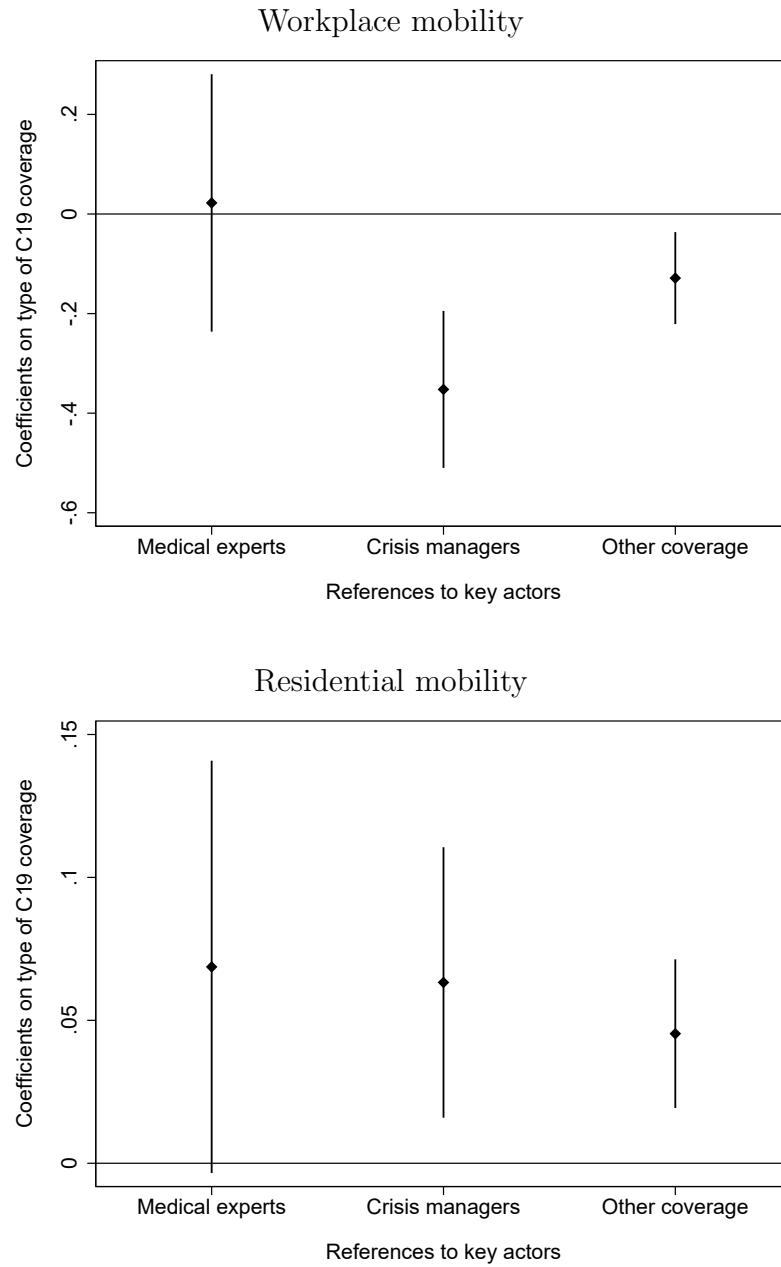 Workplace mobility
Coefficients on type of C19 coverage
.2
0
-.2
-.4
-.6
Medical experts Crisis managers Other coverage
References to key actors
Residential mobility
Coefficients on type of C19 coverage
.15
.1
.05
0
Medical experts Crisis managers Other coverage
References to key actors